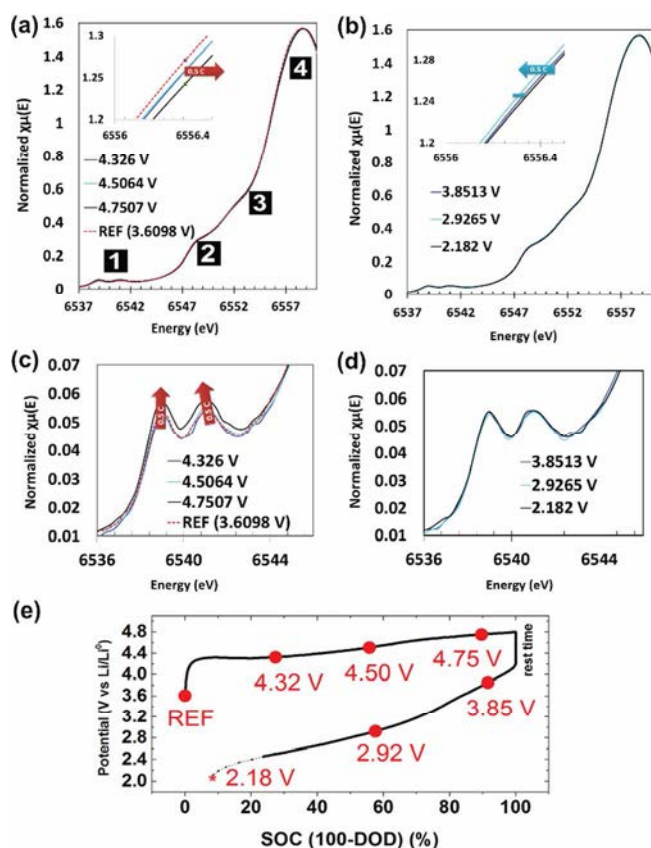 (a)
1.6
1.4
1.2
1
0.8
0.6
0.4
0.2
0
Normalized χμ(E)
1.3
1.25
1.2
6556
6556.4
0.5 C
4.326 V
4.5064 V
4.7507 V
REF (3.6098 V)
1
2
3
4
6537
6542
6547
6552
6557
Energy (eV)
(b)
1.6
1.4
1.2
1
0.8
0.6
0.4
0.2
0
Normalized χμ(E)
1.28
1.24
1.2
6556
6556.4
0.5 C
3.8513 V
2.9265 V
2.182 V
6537
6542
6547
6552
6557
Energy (eV)
(c)
0.07
0.06
0.05
0.04
0.03
0.02
0.01
Normalized χμ(E)
0.5 C
0.5 C
4.326 V
4.5064 V
4.7507 V
REF (3.6098 V)
6536
6540
6544
Energy (eV)
(d)
0.07
0.06
0.05
0.04
0.03
0.02
0.01
Normalized χμ(E)
3.8513 V
2.9265 V
2.182 V
6536
6540
6544
Energy (eV)
(e)
4.8
4.4
4.0
3.6
3.2
2.8
2.4
2.0
Potential [V vs Li/Li⁰)
REF
4.32 V
4.50 V
4.75 V
3.85 V
2.92 V
* 2.18 V
rest time
0
20
40
60
80
100
SOC (100-DOD) (%)